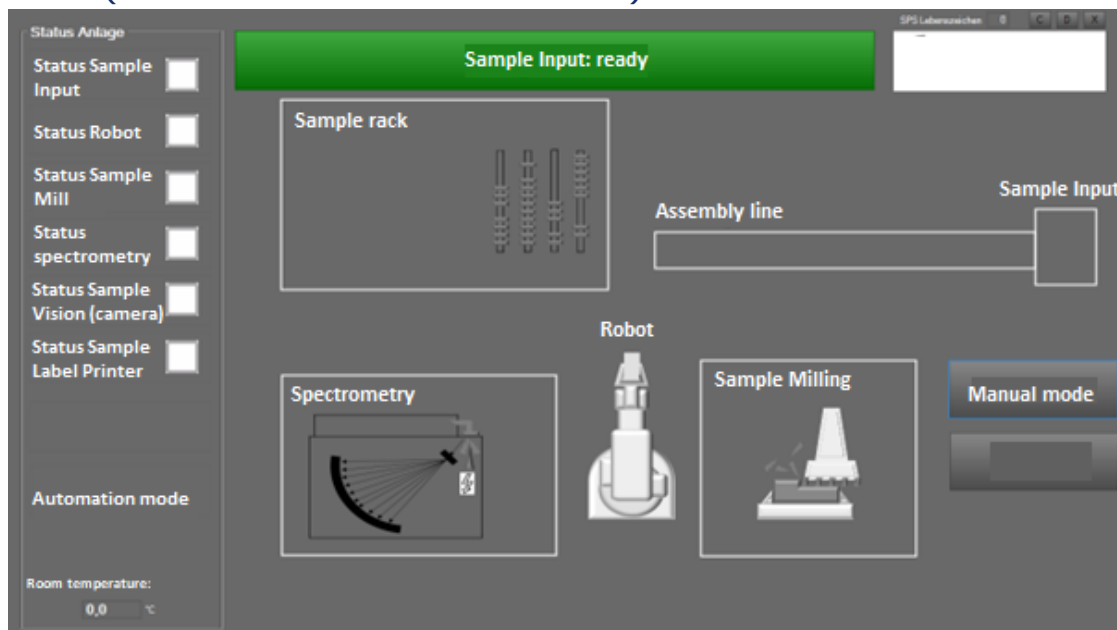 Status Anlage
SPS Lebenszeichen 0 C D X
Status Sample
Input
Status Robot
Status Sample
Mill
Status
spectrometry
Status Sample
Vision (camera)
Status Sample
Label Printer
Automation mode
Room temperature:
0,0 °C
Sample Input: ready
Sample rack
Sample Input
Assembly line
Robot
Spectrometry
Sample Milling
Manual mode